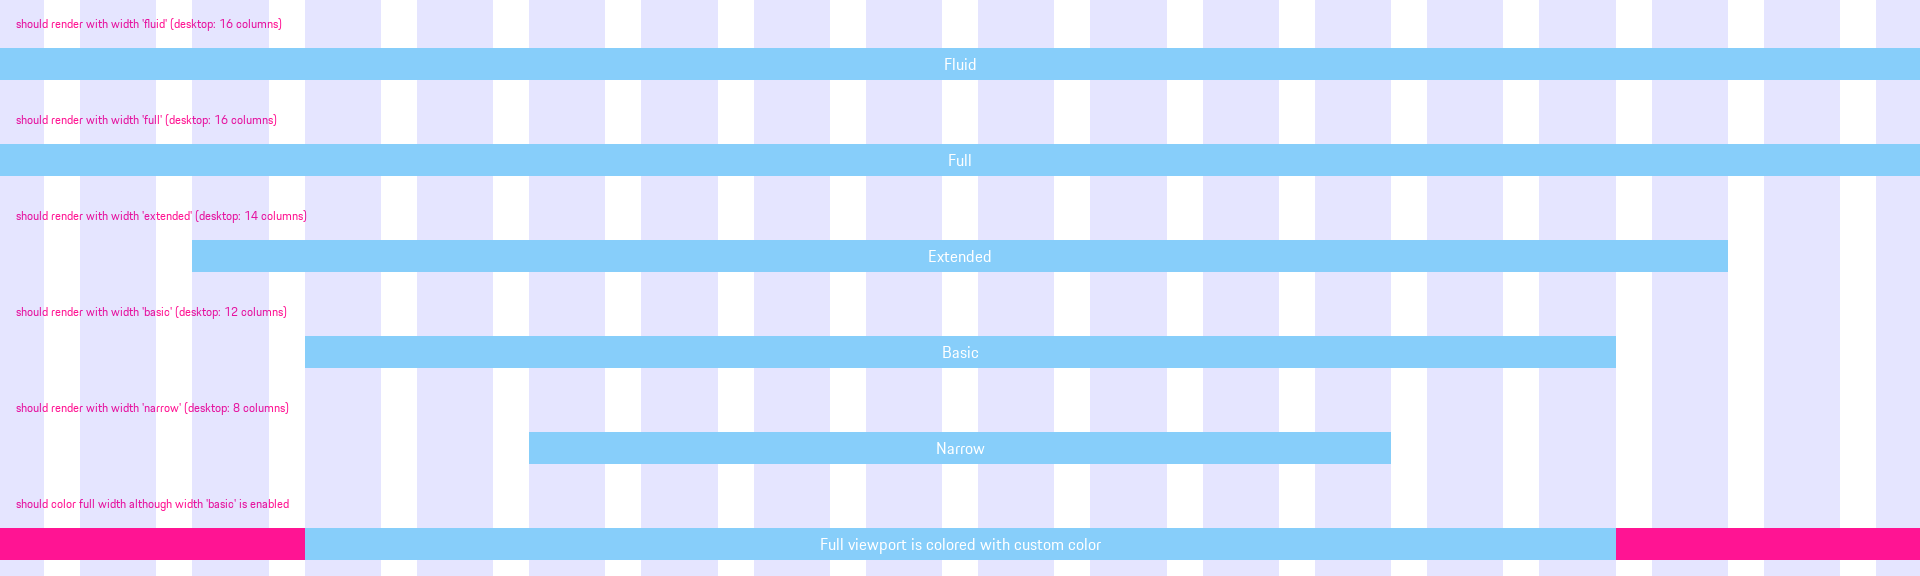 should render with width 'fluid' (desktop: 16 columns)
Fluid
should render with width 'full' (desktop: 16 columns)
Full
should render with width 'extended' (desktop: 14 columns)
Extended
should render with width 'basic' (desktop: 12 columns)
Basic
should render with width 'narrow' (desktop: 8 columns)
Narrow
should color full width although width 'basic' is enabled
Full viewport is colored with custom color